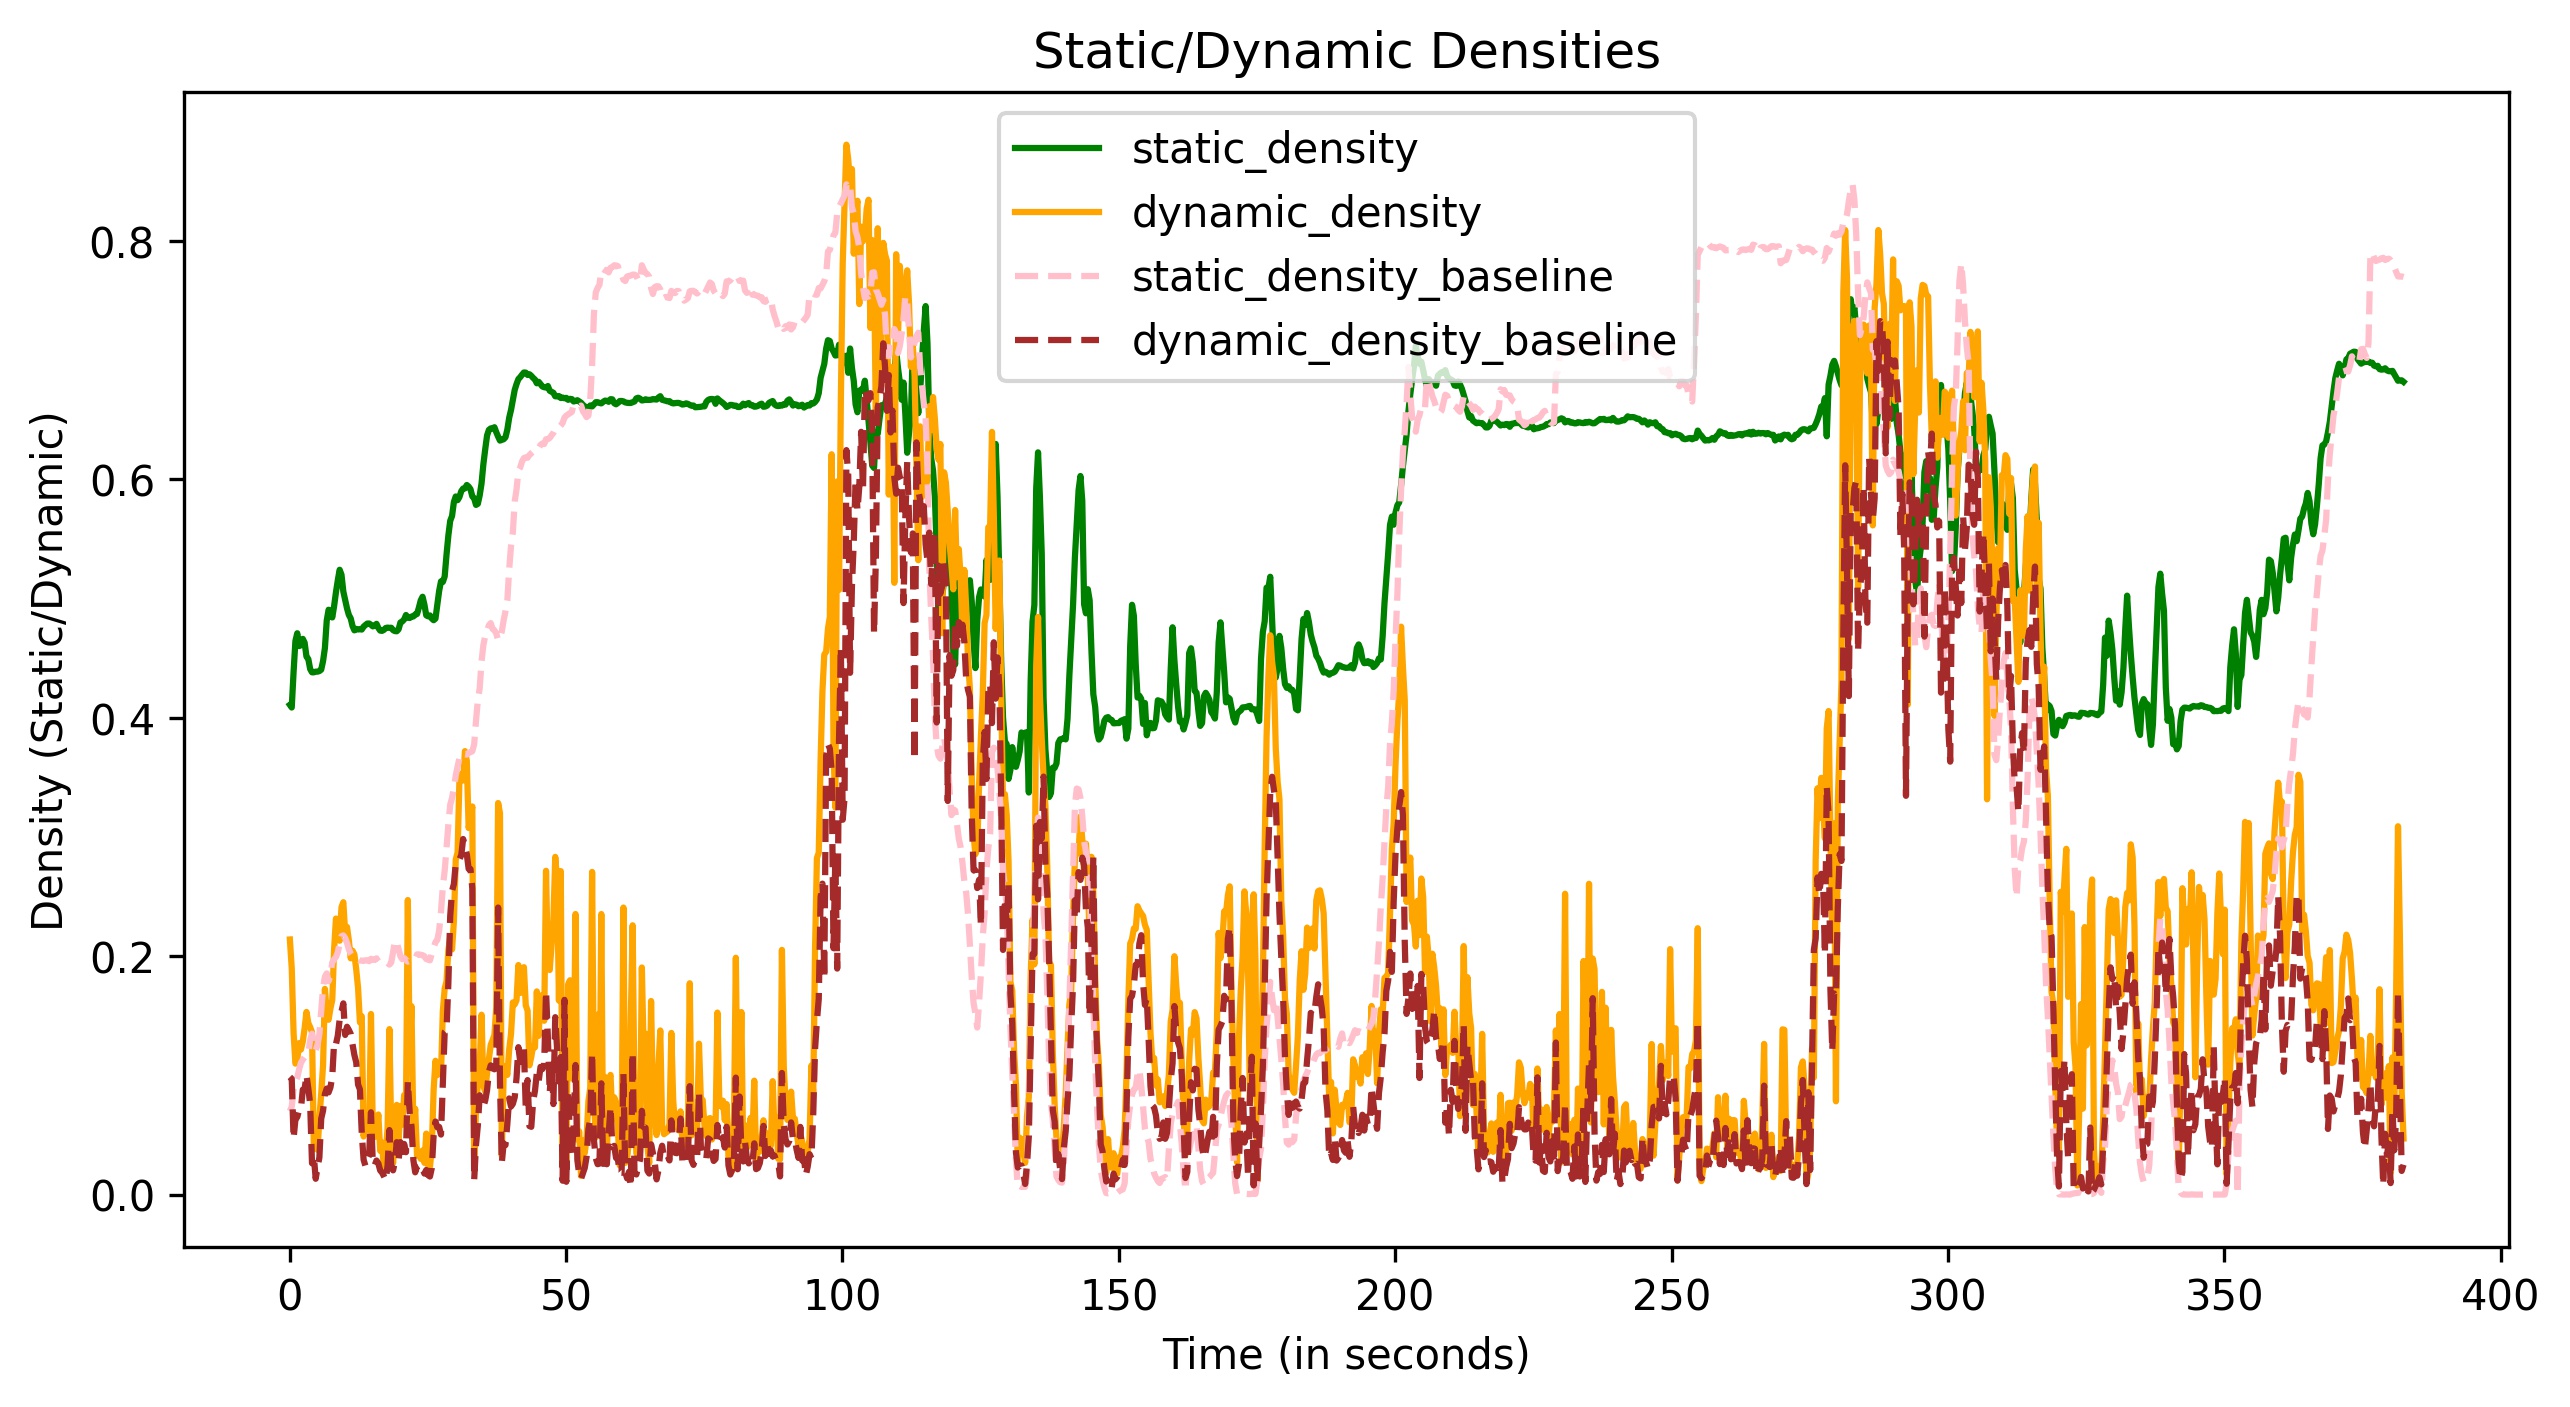 Static/Dynamic Densities
static_density
dynamic_density
static_density_baseline
dynamic_density_baseline
Density (Static/Dynamic)
0.8
0.6
0.4
0.2
0.0
0 50 100 150 200 250 300 350 400
Time (in seconds)